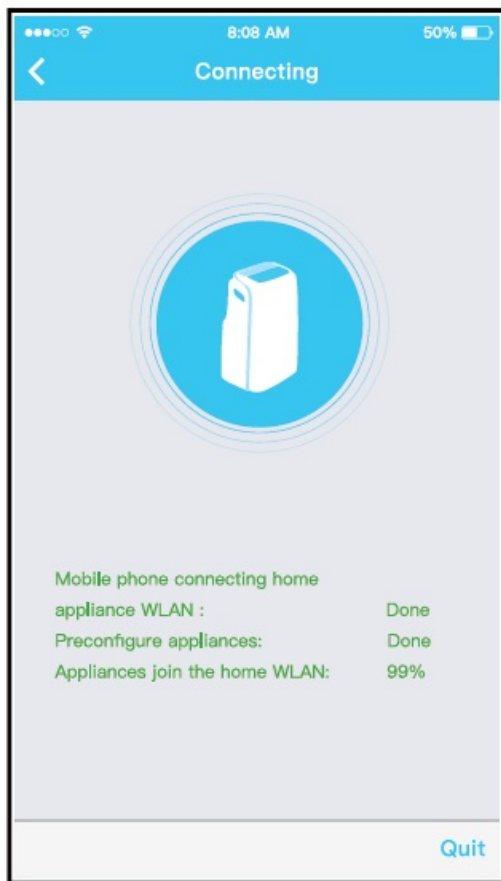 8:08 AM 50%
Connecting
Mobile phone connecting home
appliance WLAN : Done
Preconfigure appliances: Done
Appliances join the home WLAN: 99%
Quit